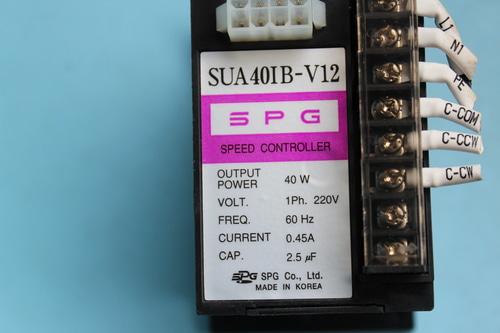 SUA40IB-V12
SPG
SPEED CONTROLLER
OUTPUT POWER 40 W
VOLT. 1Ph. 220V
FREQ. 60 Hz
CURRENT 0.45A
CAP. 2.5 μF
SPG SPG Co., Ltd.
MADE IN KOREA
L1
N1
PE
C-COM
C-CCW
C-CW